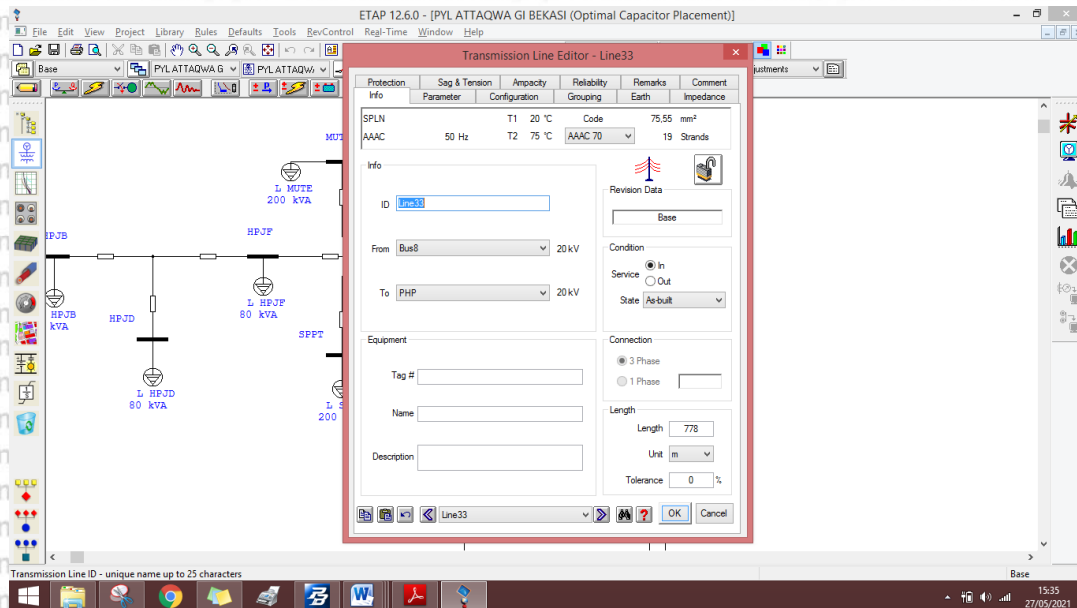 ETAP 12.6.0 - [PYL ATTAQWA GI BEKASI (Optimal Capacitor Placement)]
File Edit View Project Library Rules Defaults Tools RevControl Real-Time Window Help
Base PYL ATTAQWA G PYL ATTAQW justments
Transmission Line Editor - Line33
Protection Sag & Tension Ampacity Reliability Remarks Comment
Info Parameter Configuration Grouping Earth Impedance
SPLN T1 20 °C Code 75,55 mm²
AAAC 50 Hz T2 75 °C AAAC 70 19 Strands
Info
ID Line33
From Bus8 20 kV
To PHP 20 kV
Revision Data
Base
Condition
Service In
Out
State As-built
Equipment
Tag #
Name
Description
Connection
3 Phase
1 Phase
Length
Length 778
Unit m
Tolerance 0 %
Line33 ? OK Cancel
MUT
L MUTE
200 kVA
HPJB
HPJF
HPJB
kVA
HPJD
L HPJF
80 kVA
SPPT
L HPJD
80 kVA
L S
200
Transmission Line ID - unique name up to 25 characters Base
15:35
27/05/2021